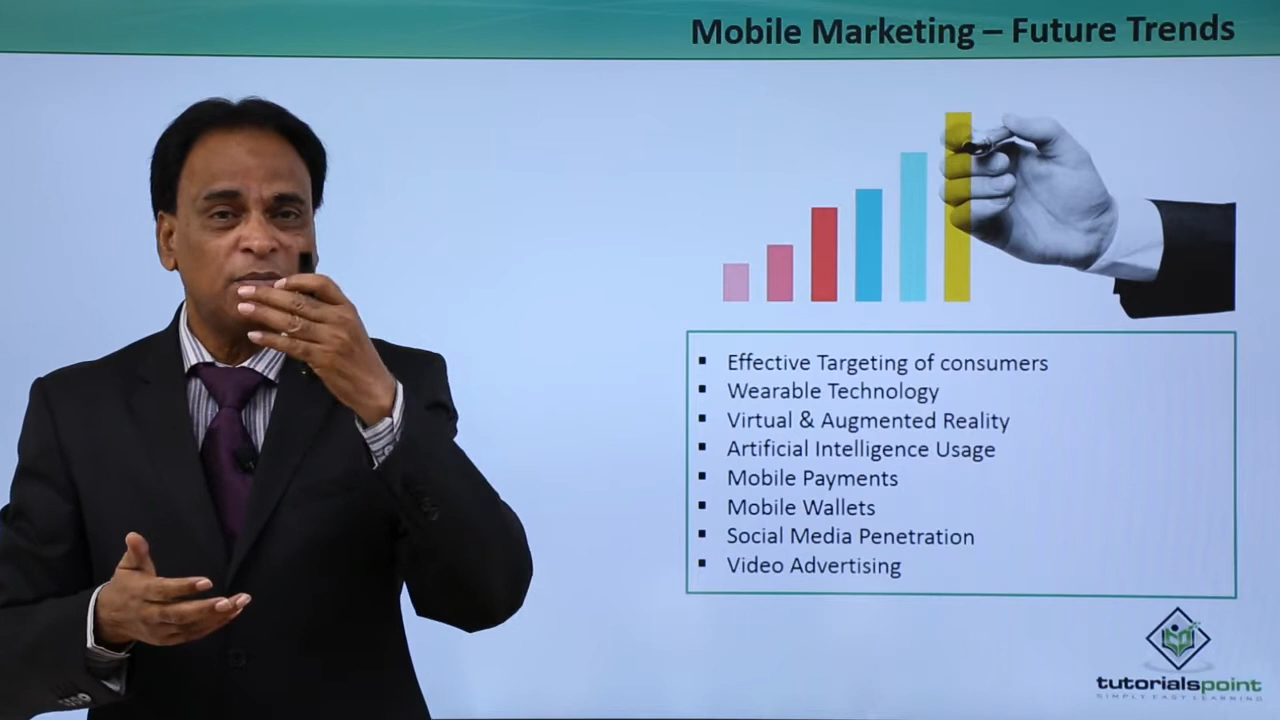 Mobile Marketing – Future Trends
▪ Effective Targeting of consumers
▪ Wearable Technology
▪ Virtual & Augmented Reality
▪ Artificial Intelligence Usage
▪ Mobile Payments
▪ Mobile Wallets
▪ Social Media Penetration
▪ Video Advertising
tutorialspoint
SIMPLY EASY LEARNING